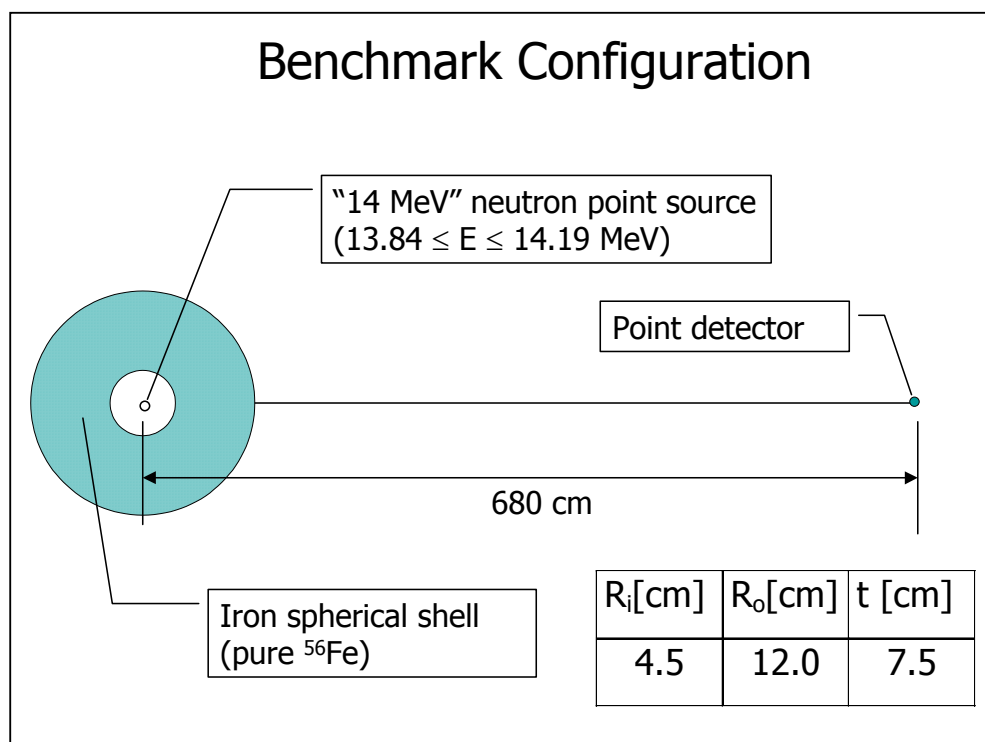 Benchmark Configuration
“14 MeV” neutron point source
(13.84 ≤ E ≤ 14.19 MeV)
Point detector
680 cm
Iron spherical shell
(pure ⁵⁶Fe)
Rᵢ[cm] Rₒ[cm] t [cm]
4.5 12.0 7.5